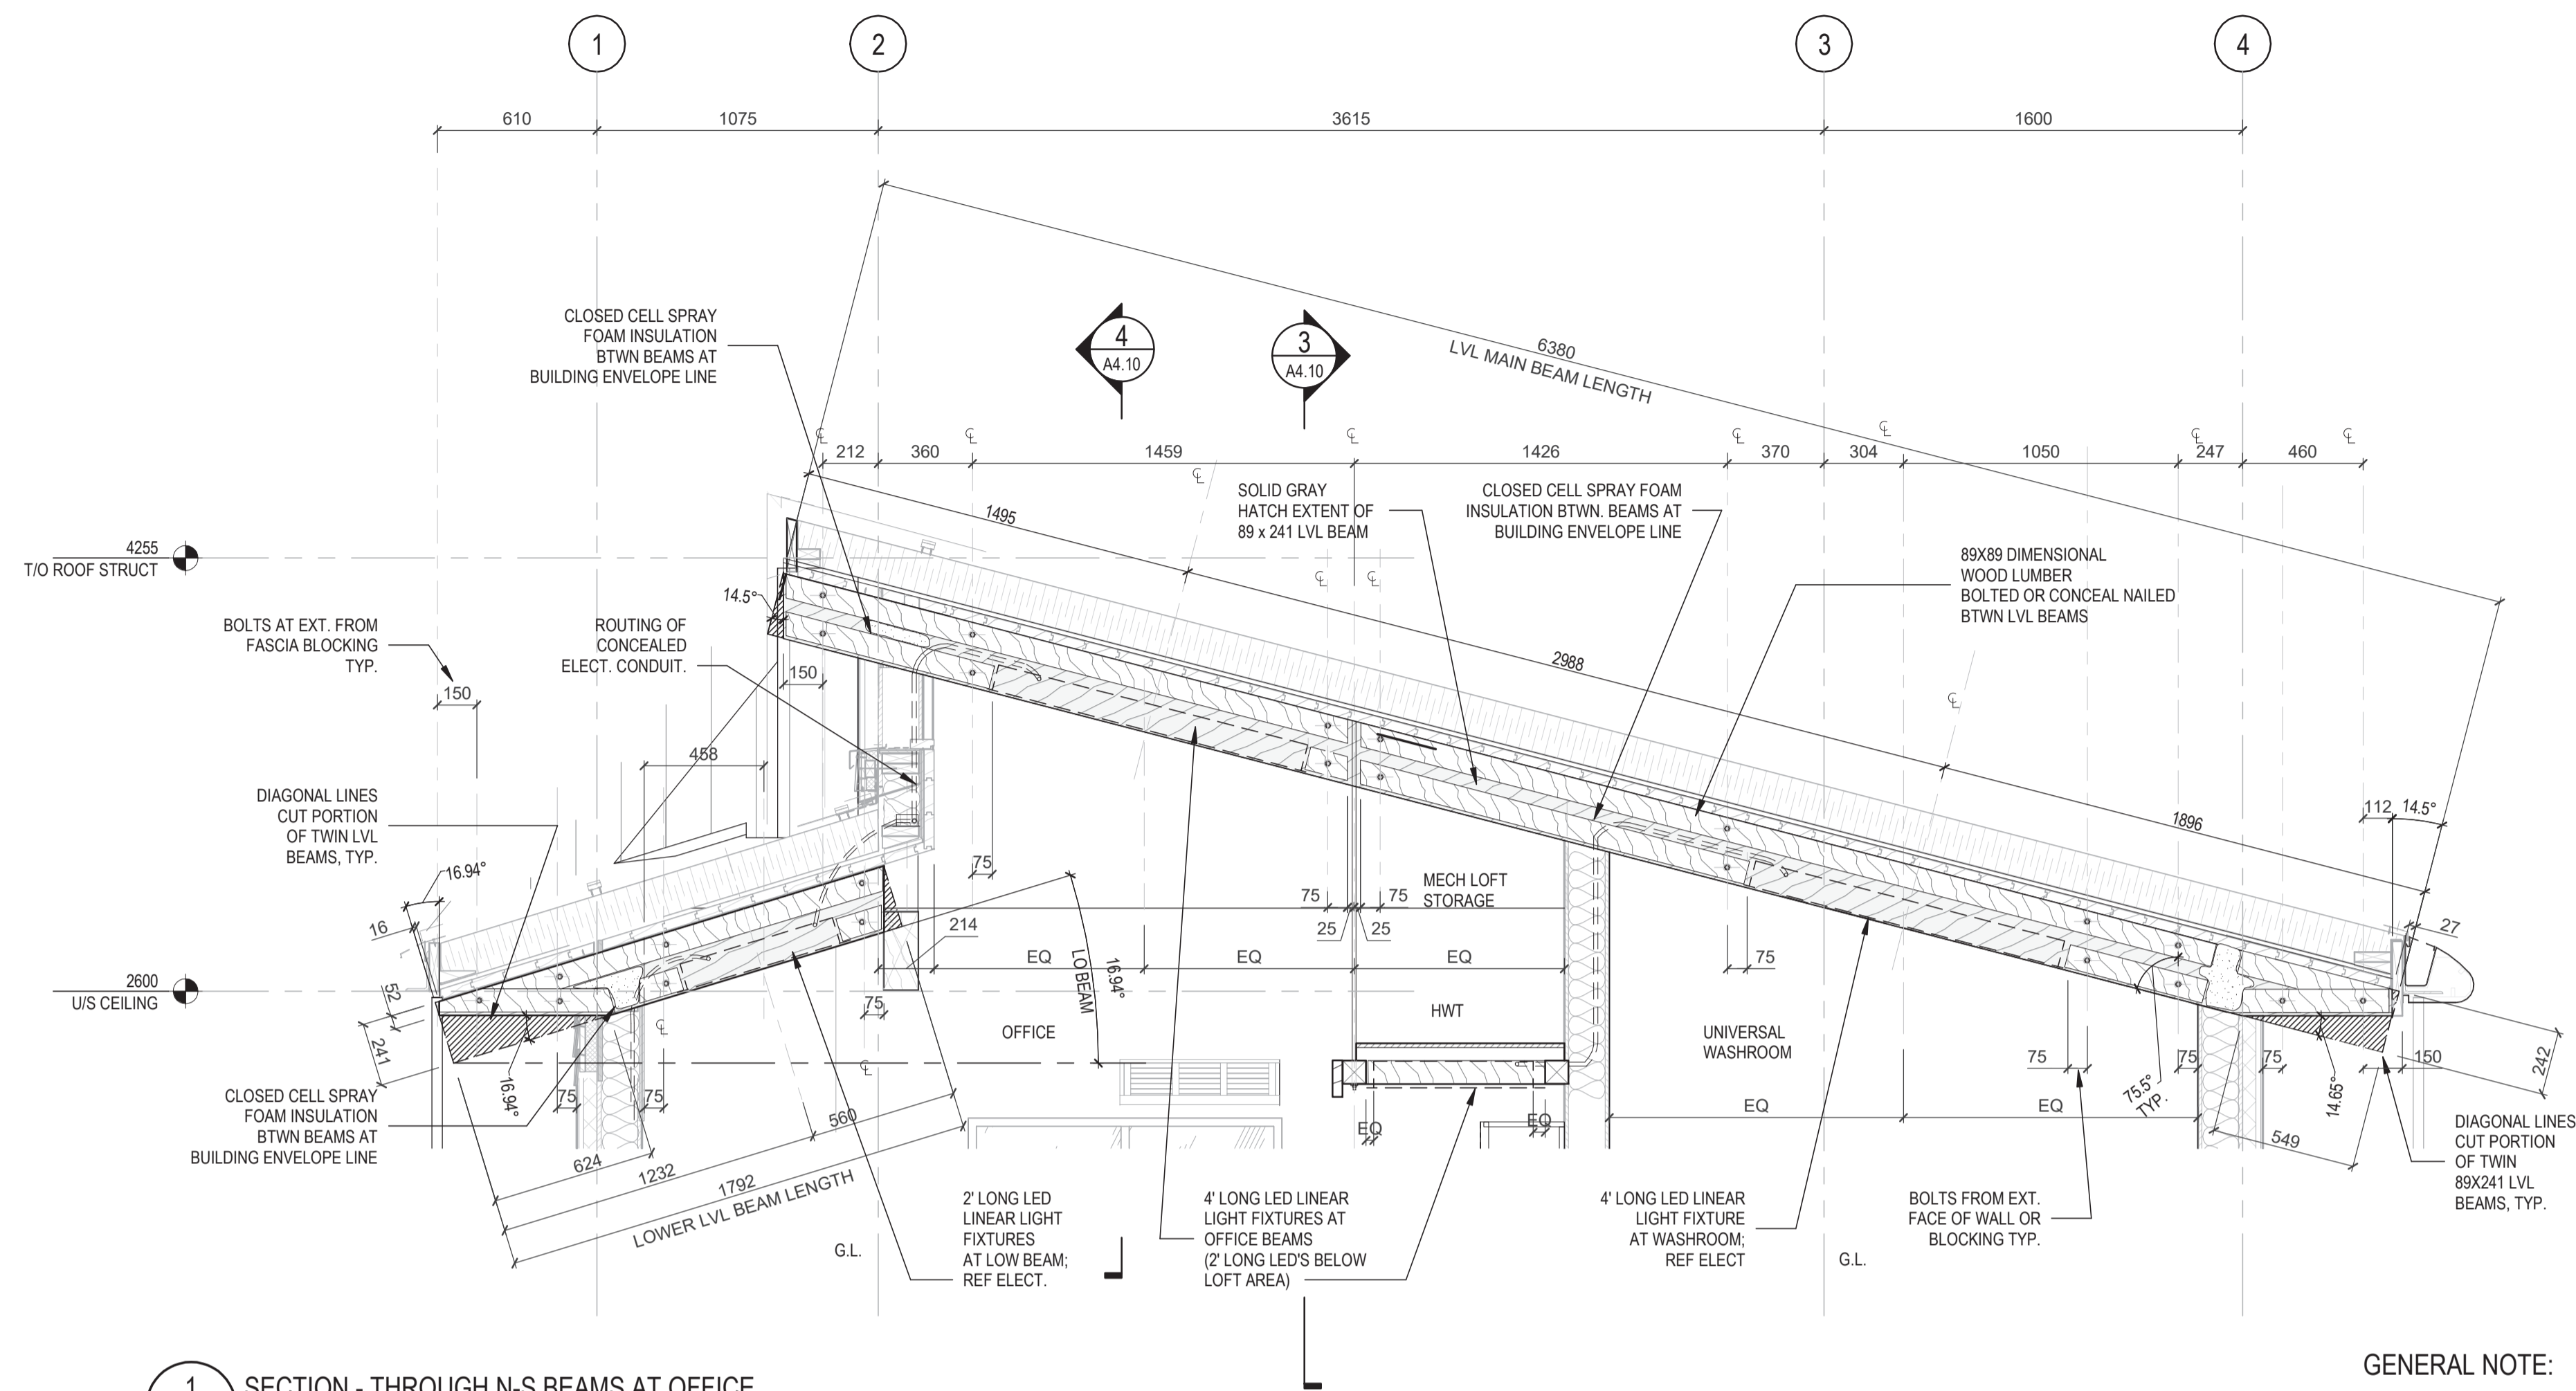 1
2
3
4
610
1075
3615
1600
6380
LVL MAIN BEAM LENGTH
CLOSED CELL SPRAY
FOAM INSULATION
BTWN BEAMS AT
BUILDING ENVELOPE LINE
4
A4.10
3
A4.10
212
360
1459
1426
370
304
1050
247
460
1495
2988
1896
SOLID GRAY
HATCH EXTENT OF
89 x 241 LVL BEAM
CLOSED CELL SPRAY FOAM
INSULATION BTWN. BEAMS AT
BUILDING ENVELOPE LINE
89X89 DIMENSIONAL
WOOD LUMBER
BOLTED OR CONCEAL NAILED
BTWN LVL BEAMS
4255
T/O ROOF STRUCT
14.5°
BOLTS AT EXT. FROM
FASCIA BLOCKING
TYP.
150
ROUTING OF
CONCEALED
ELECT. CONDUIT.
150
458
DIAGONAL LINES
CUT PORTION
OF TWIN LVL
BEAMS, TYP.
112
14.5°
16.94°
16
75
MECH LOFT
STORAGE
75
75
25
25
214
27
EQ
EQ
EQ
75
LO BEAM
16.94°
2600
U/S CEILING
52
241
75
OFFICE
HWT
UNIVERSAL
WASHROOM
75
75.5°
TYP.
75
75
14.65°
150
242
16.94°
75
75
CLOSED CELL SPRAY
FOAM INSULATION
BTWN BEAMS AT
BUILDING ENVELOPE LINE
560
624
1232
1792
LOWER LVL BEAM LENGTH
EQ
EQ
EQ
EQ
549
DIAGONAL LINES
CUT PORTION
OF TWIN
89X241 LVL
BEAMS, TYP.
2' LONG LED
LINEAR LIGHT
FIXTURES
AT LOW BEAM;
REF ELECT.
4' LONG LED LINEAR
LIGHT FIXTURES AT
OFFICE BEAMS
(2' LONG LED'S BELOW
LOFT AREA)
4' LONG LED LINEAR
LIGHT FIXTURE
AT WASHROOM;
REF ELECT
BOLTS FROM EXT.
FACE OF WALL OR
BLOCKING TYP.
G.L.
G.L.
1
SECTION - THROUGH N-S BEAMS AT OFFICE
GENERAL NOTE: